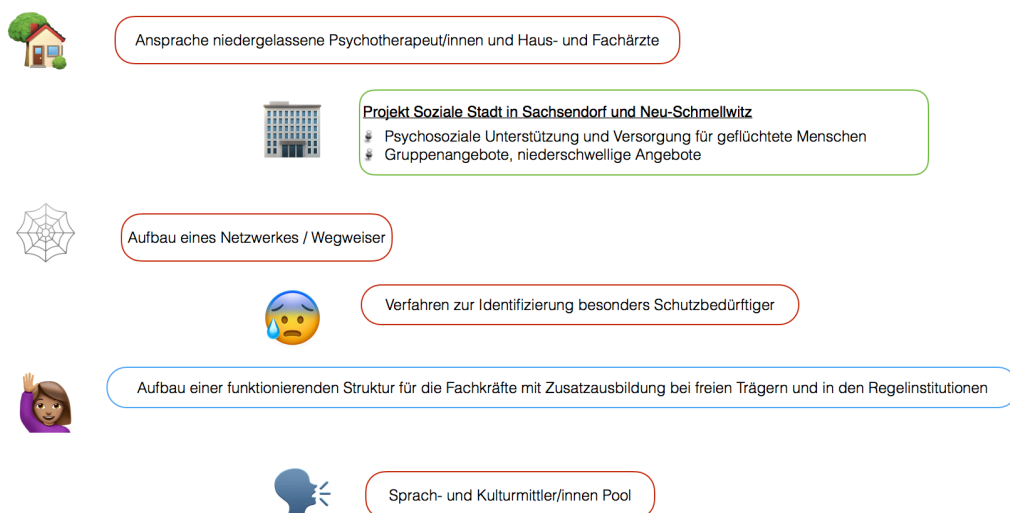 Ansprache niedergelassene Psychotherapeut/innen und Haus- und Fachärzte
Projekt Soziale Stadt in Sachsendorf und Neu-Schmellwitz
Psychosoziale Unterstützung und Versorgung für geflüchtete Menschen
Gruppenangebote, niederschwellige Angebote
Aufbau eines Netzwerkes / Wegweiser
Verfahren zur Identifizierung besonders Schutzbedürftiger
Aufbau einer funktionierenden Struktur für die Fachkräfte mit Zusatzausbildung bei freien Trägern und in den Regelinstitutionen
Sprach- und Kulturmittler/innen Pool